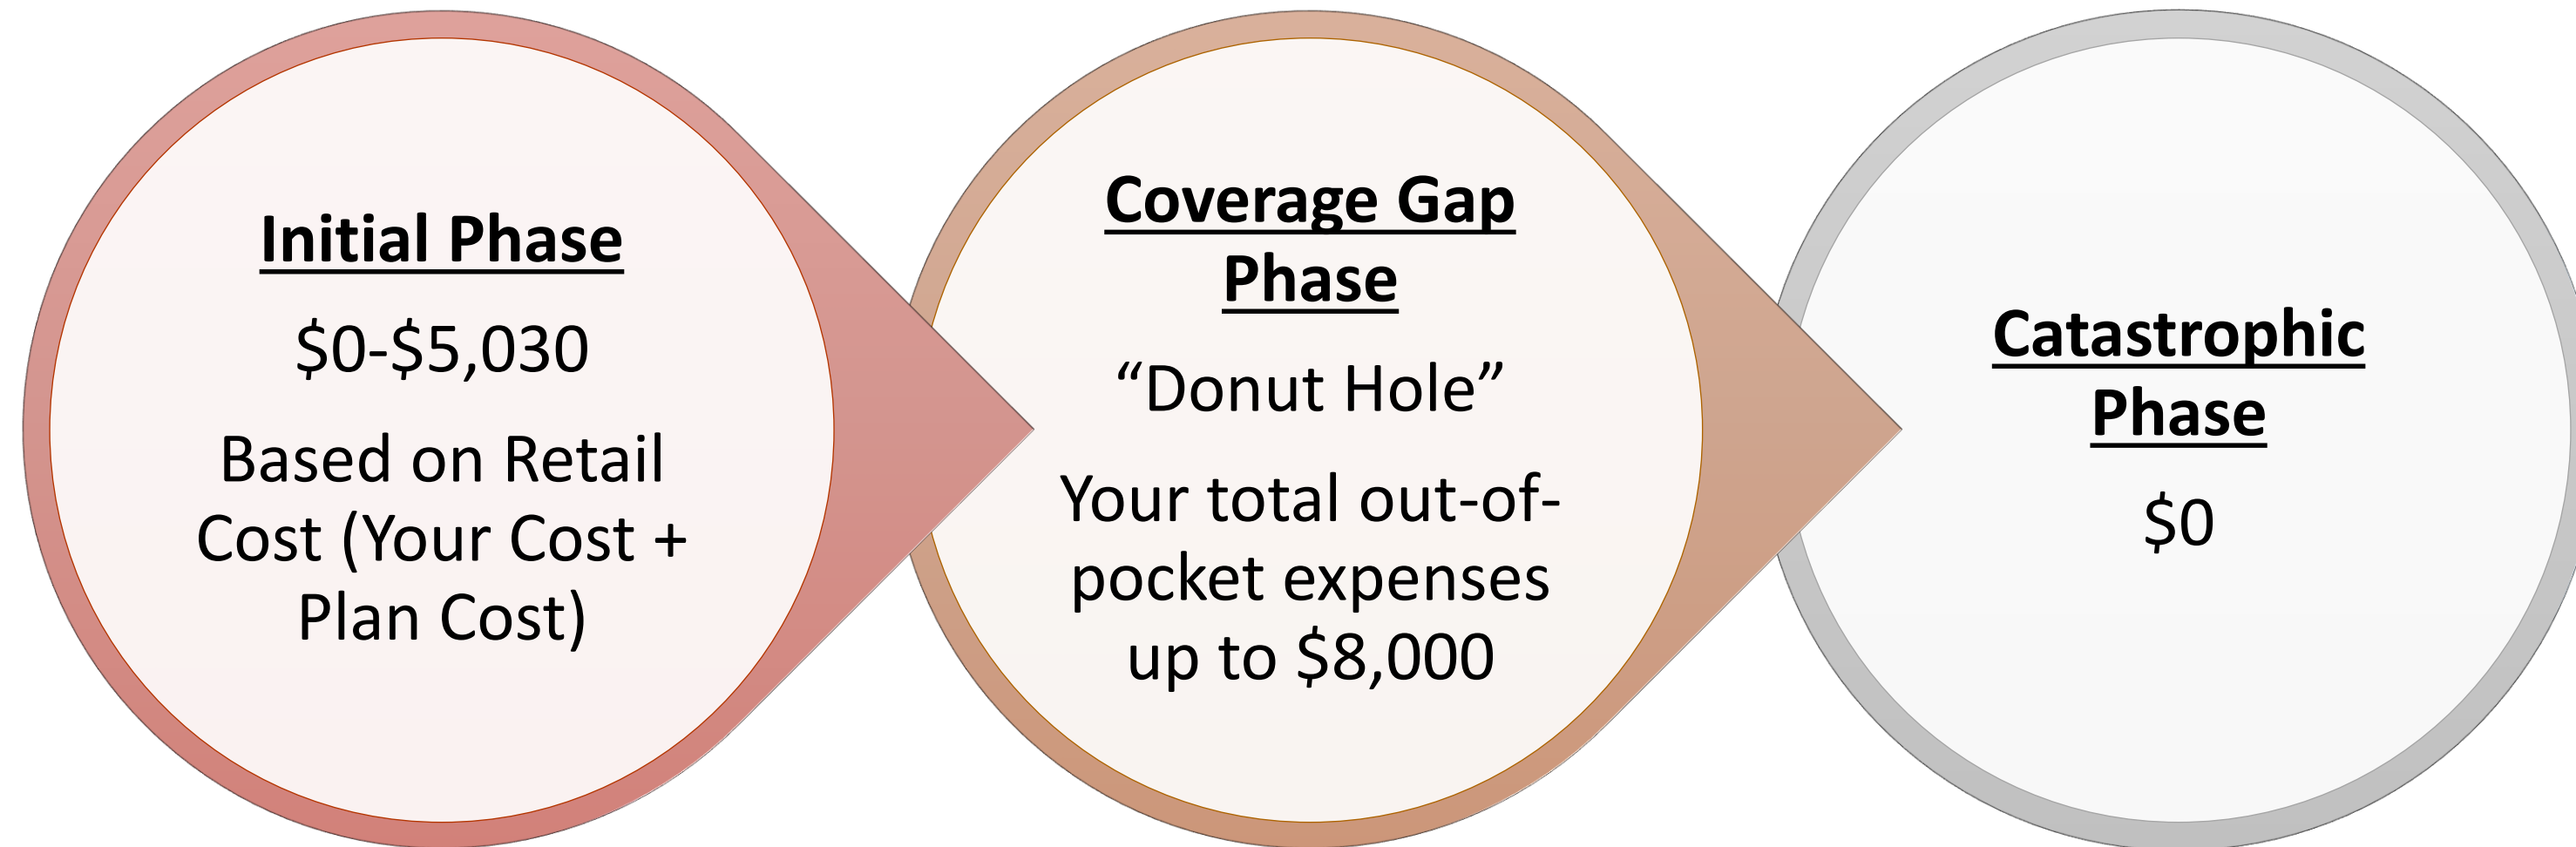 Initial Phase
$0-$5,030
Based on Retail
Cost (Your Cost +
Plan Cost)
Coverage Gap
Phase
“Donut Hole”
Your total out-of-
pocket expenses
up to $8,000
Catastrophic
Phase
$0